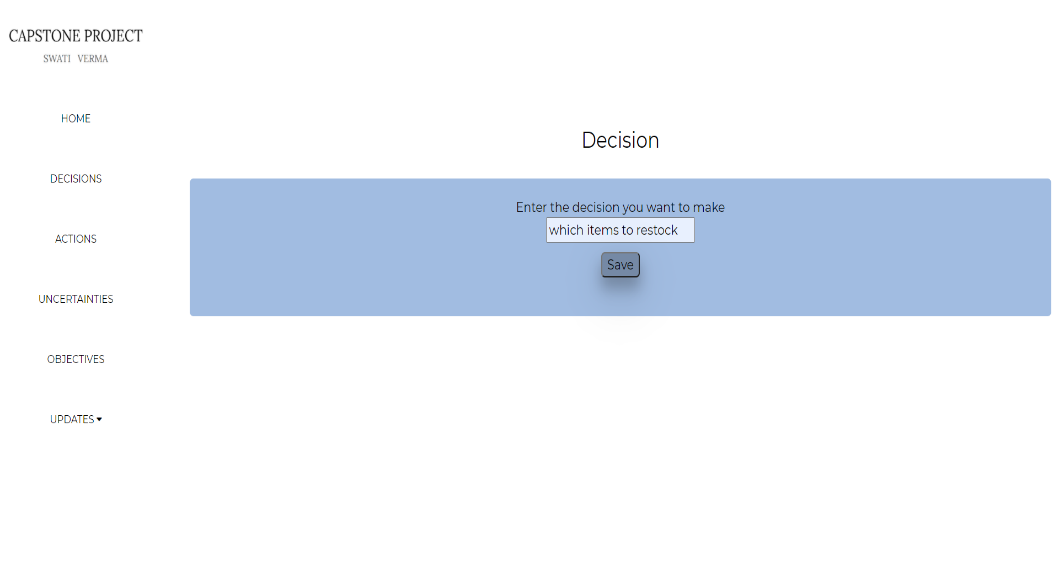 CAPSTONE PROJECT
SWATI VERMA
HOME
DECISIONS
ACTIONS
UNCERTAINTIES
OBJECTIVES
UPDATES
Decision
Enter the decision you want to make
which items to restock
Save